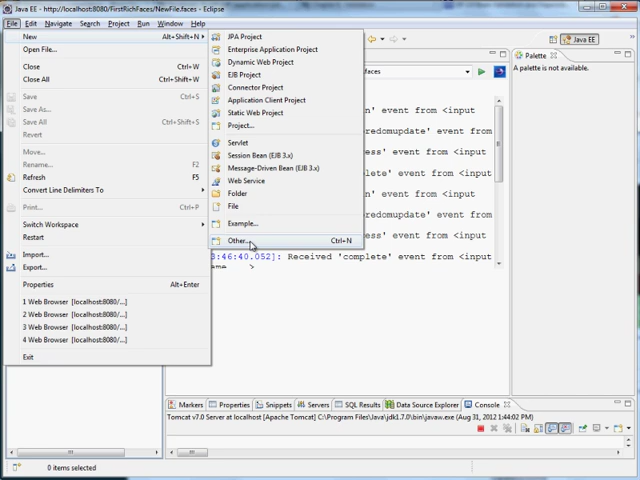 Java EE - http://localhost:8080/FirstRichFaces/NewFile.faces - Eclipse
File Edit Navigate Search Project Run Window Help
New Alt+Shift+N
Open File...
Close Ctrl+W
Close All Ctrl+Shift+W
Save Ctrl+S
Save As...
Save All Ctrl+Shift+S
Revert
Move...
Rename... F2
Refresh F5
Convert Line Delimiters To
Print... Ctrl+P
Switch Workspace
Restart
Import...
Export...
Properties Alt+Enter
1 Web Browser [localhost:8080/...]
2 Web Browser [localhost:8080/...]
3 Web Browser [localhost:8080/...]
4 Web Browser [localhost:8080/...]
Exit
JPA Project
Enterprise Application Project
Dynamic Web Project
EJB Project
Connector Project
Application Client Project
Static Web Project
Project...
Servlet
Session Bean (EJB 3.x)
Message-Driven Bean (EJB 3.x)
Web Service
Folder
File
Example...
Other... Ctrl+N
Java EE
faces
n' event from <input
redomupdate' event from
ess' event from <input
lete' event from <input
n' event from <input
redomupdate' event from
ess' event from <input
3:46:40.052]: Received 'complete' event from <input
Palette
A palette is not available.
Markers Properties Snippets Servers SQL Results Data Source Explorer Console
Tomcat v7.0 Server at localhost [Apache Tomcat] C:\Program Files\Java\jdk1.7.0\bin\javaw.exe (Aug 31, 2012 1:44:02 PM)
0 items selected